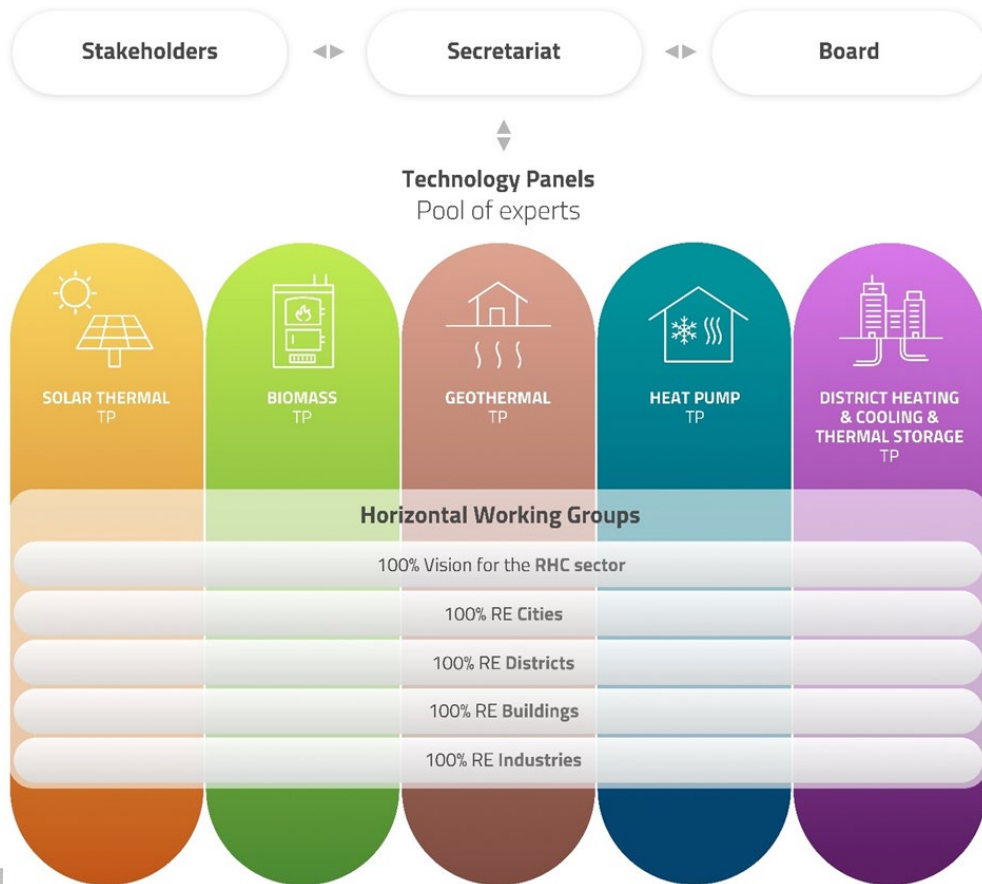 Stakeholders
Secretariat
Board
Technology Panels
Pool of experts
SOLAR THERMAL
TP
BIOMASS
TP
GEOTHERMAL
TP
HEAT PUMP
TP
DISTRICT HEATING
& COOLING &
THERMAL STORAGE
TP
Horizontal Working Groups
100% Vision for the RHC sector
100% RE Cities
100% RE Districts
100% RE Buildings
100% RE Industries